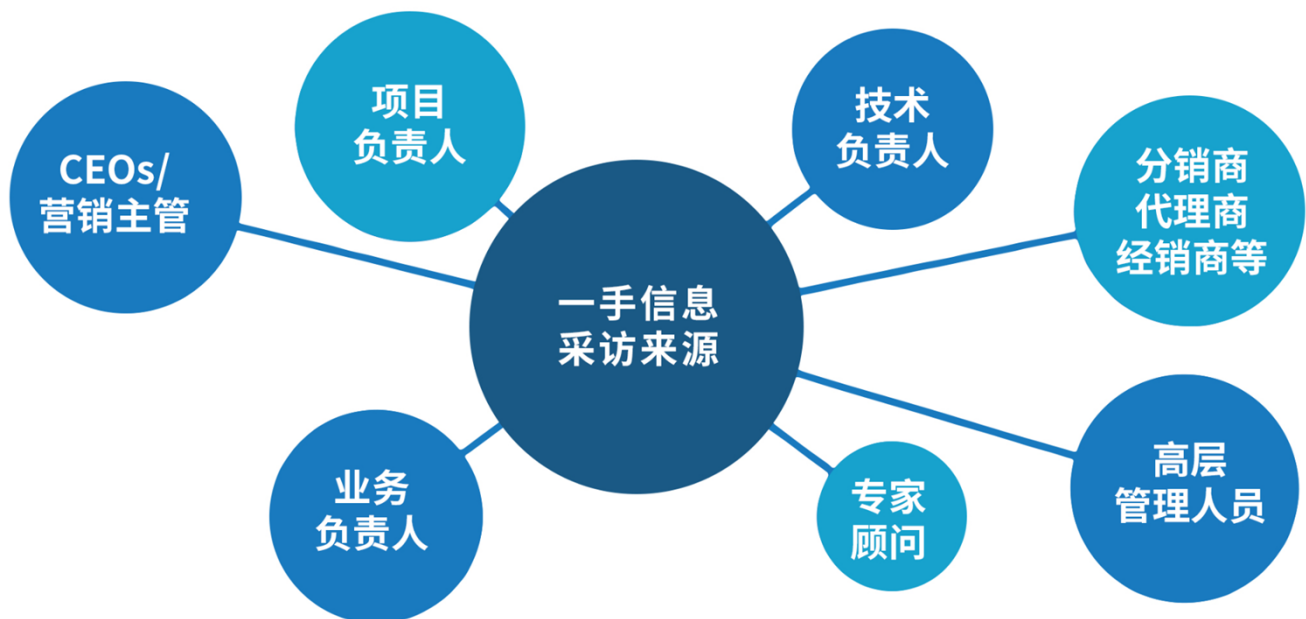 项目
负责人
技术
负责人
CEOs/
营销主管
分销商
代理商
经销商等
一手信息
采访来源
业务
负责人
专家
顾问
高层
管理人员